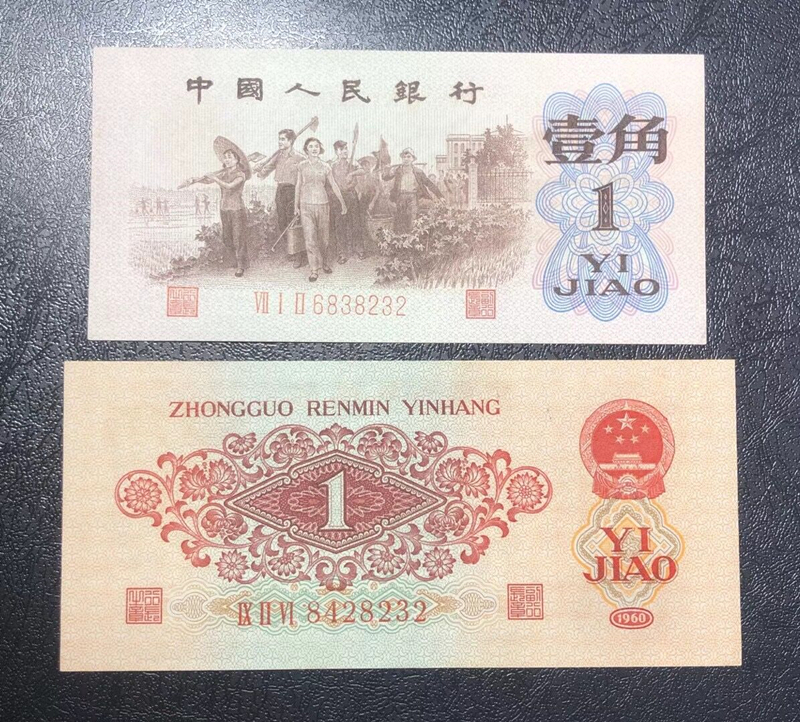 中國人民銀行
壹角
1
YI
JIAO
Ⅶ Ⅰ Ⅱ 6838232
ZHONGGUO RENMIN YINHANG
1
YI
JIAO
Ⅸ Ⅱ Ⅵ 8428232
1960